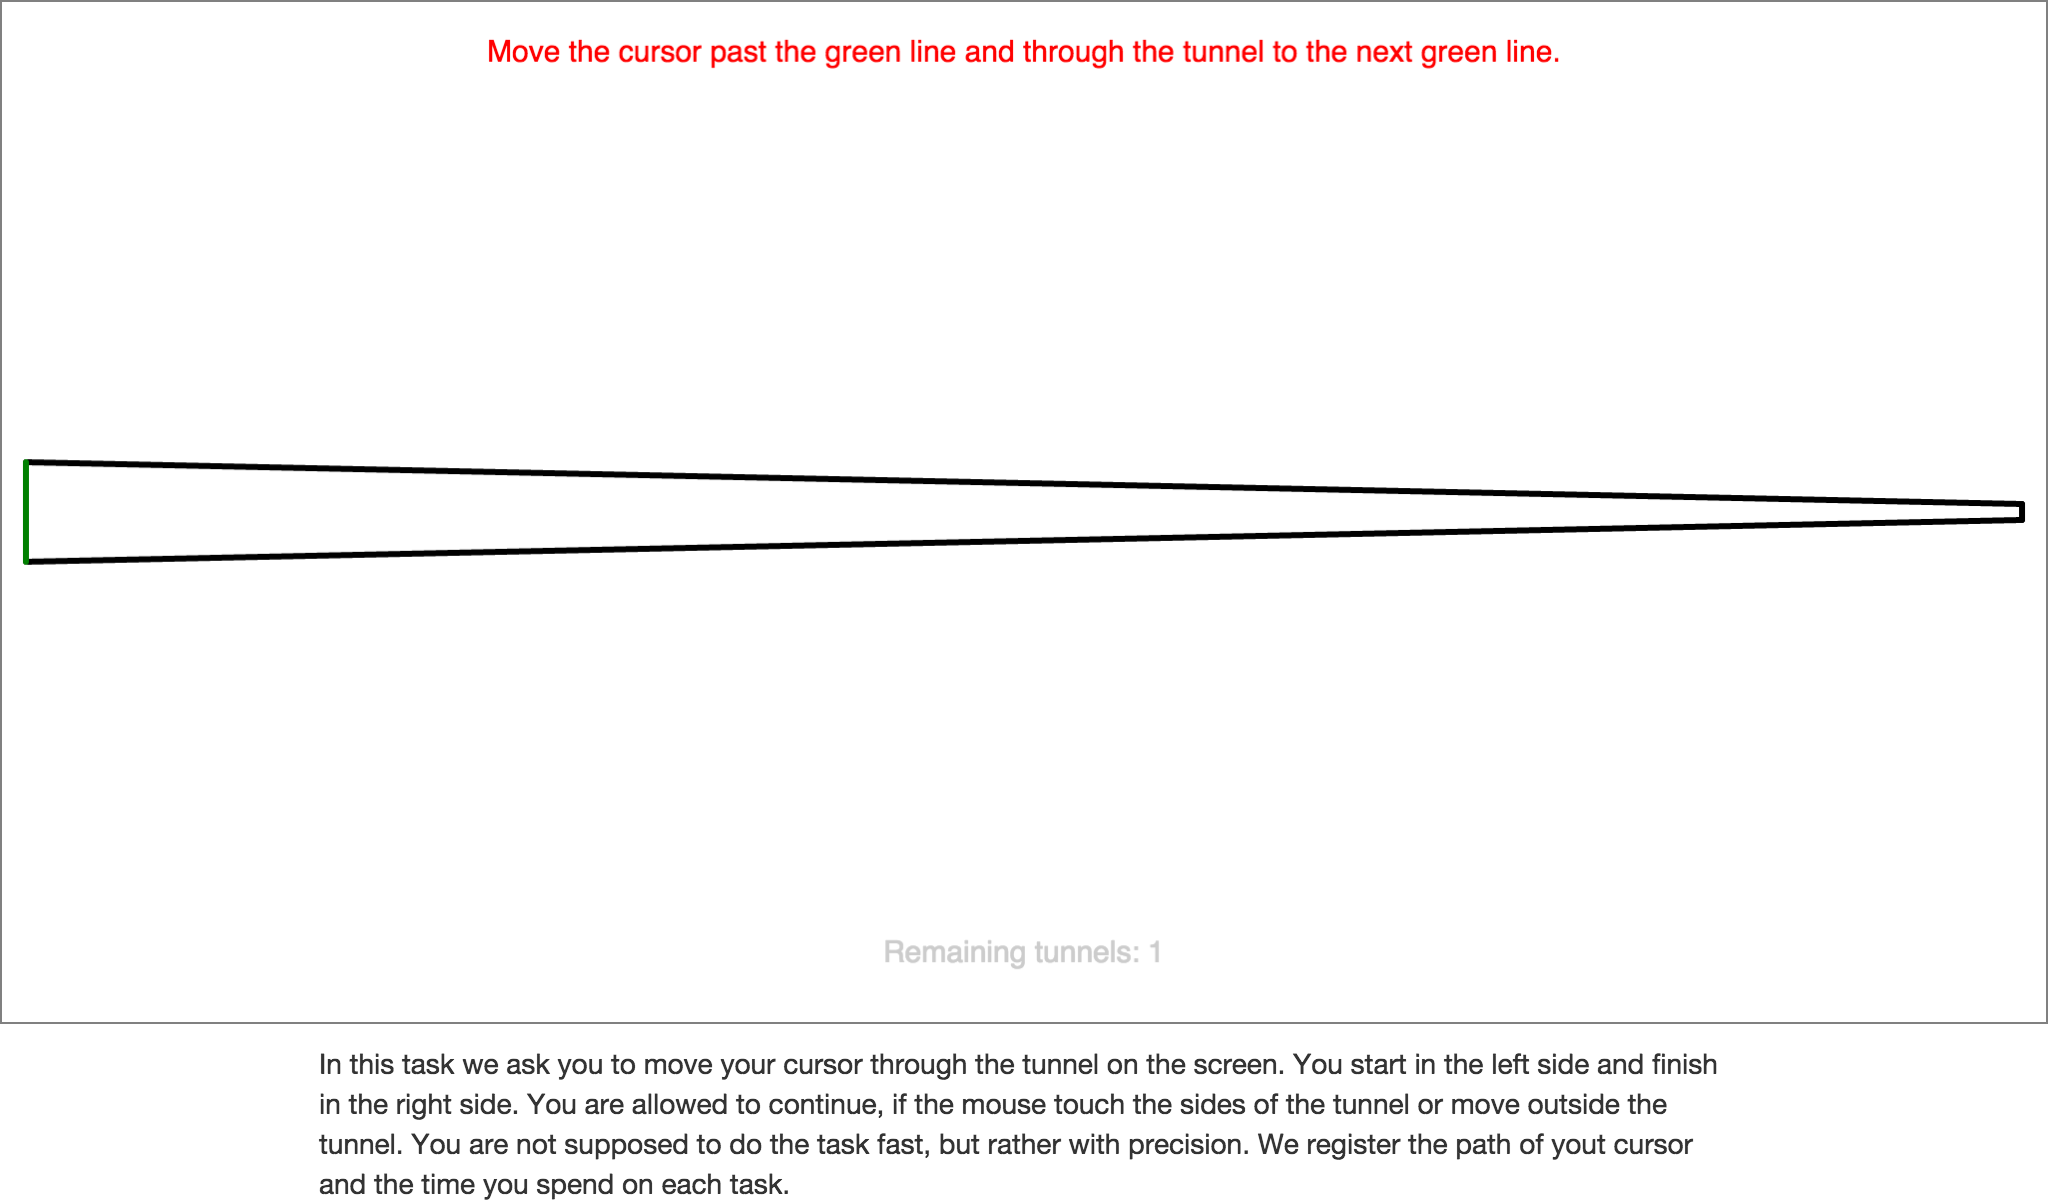 Move the cursor past the green line and through the tunnel to the next green line.
Remaining tunnels: 1
In this task we ask you to move your cursor through the tunnel on the screen. You start in the left side and finish
in the right side. You are allowed to continue, if the mouse touch the sides of the tunnel or move outside the
tunnel. You are not supposed to do the task fast, but rather with precision. We register the path of yout cursor
and the time you spend on each task.